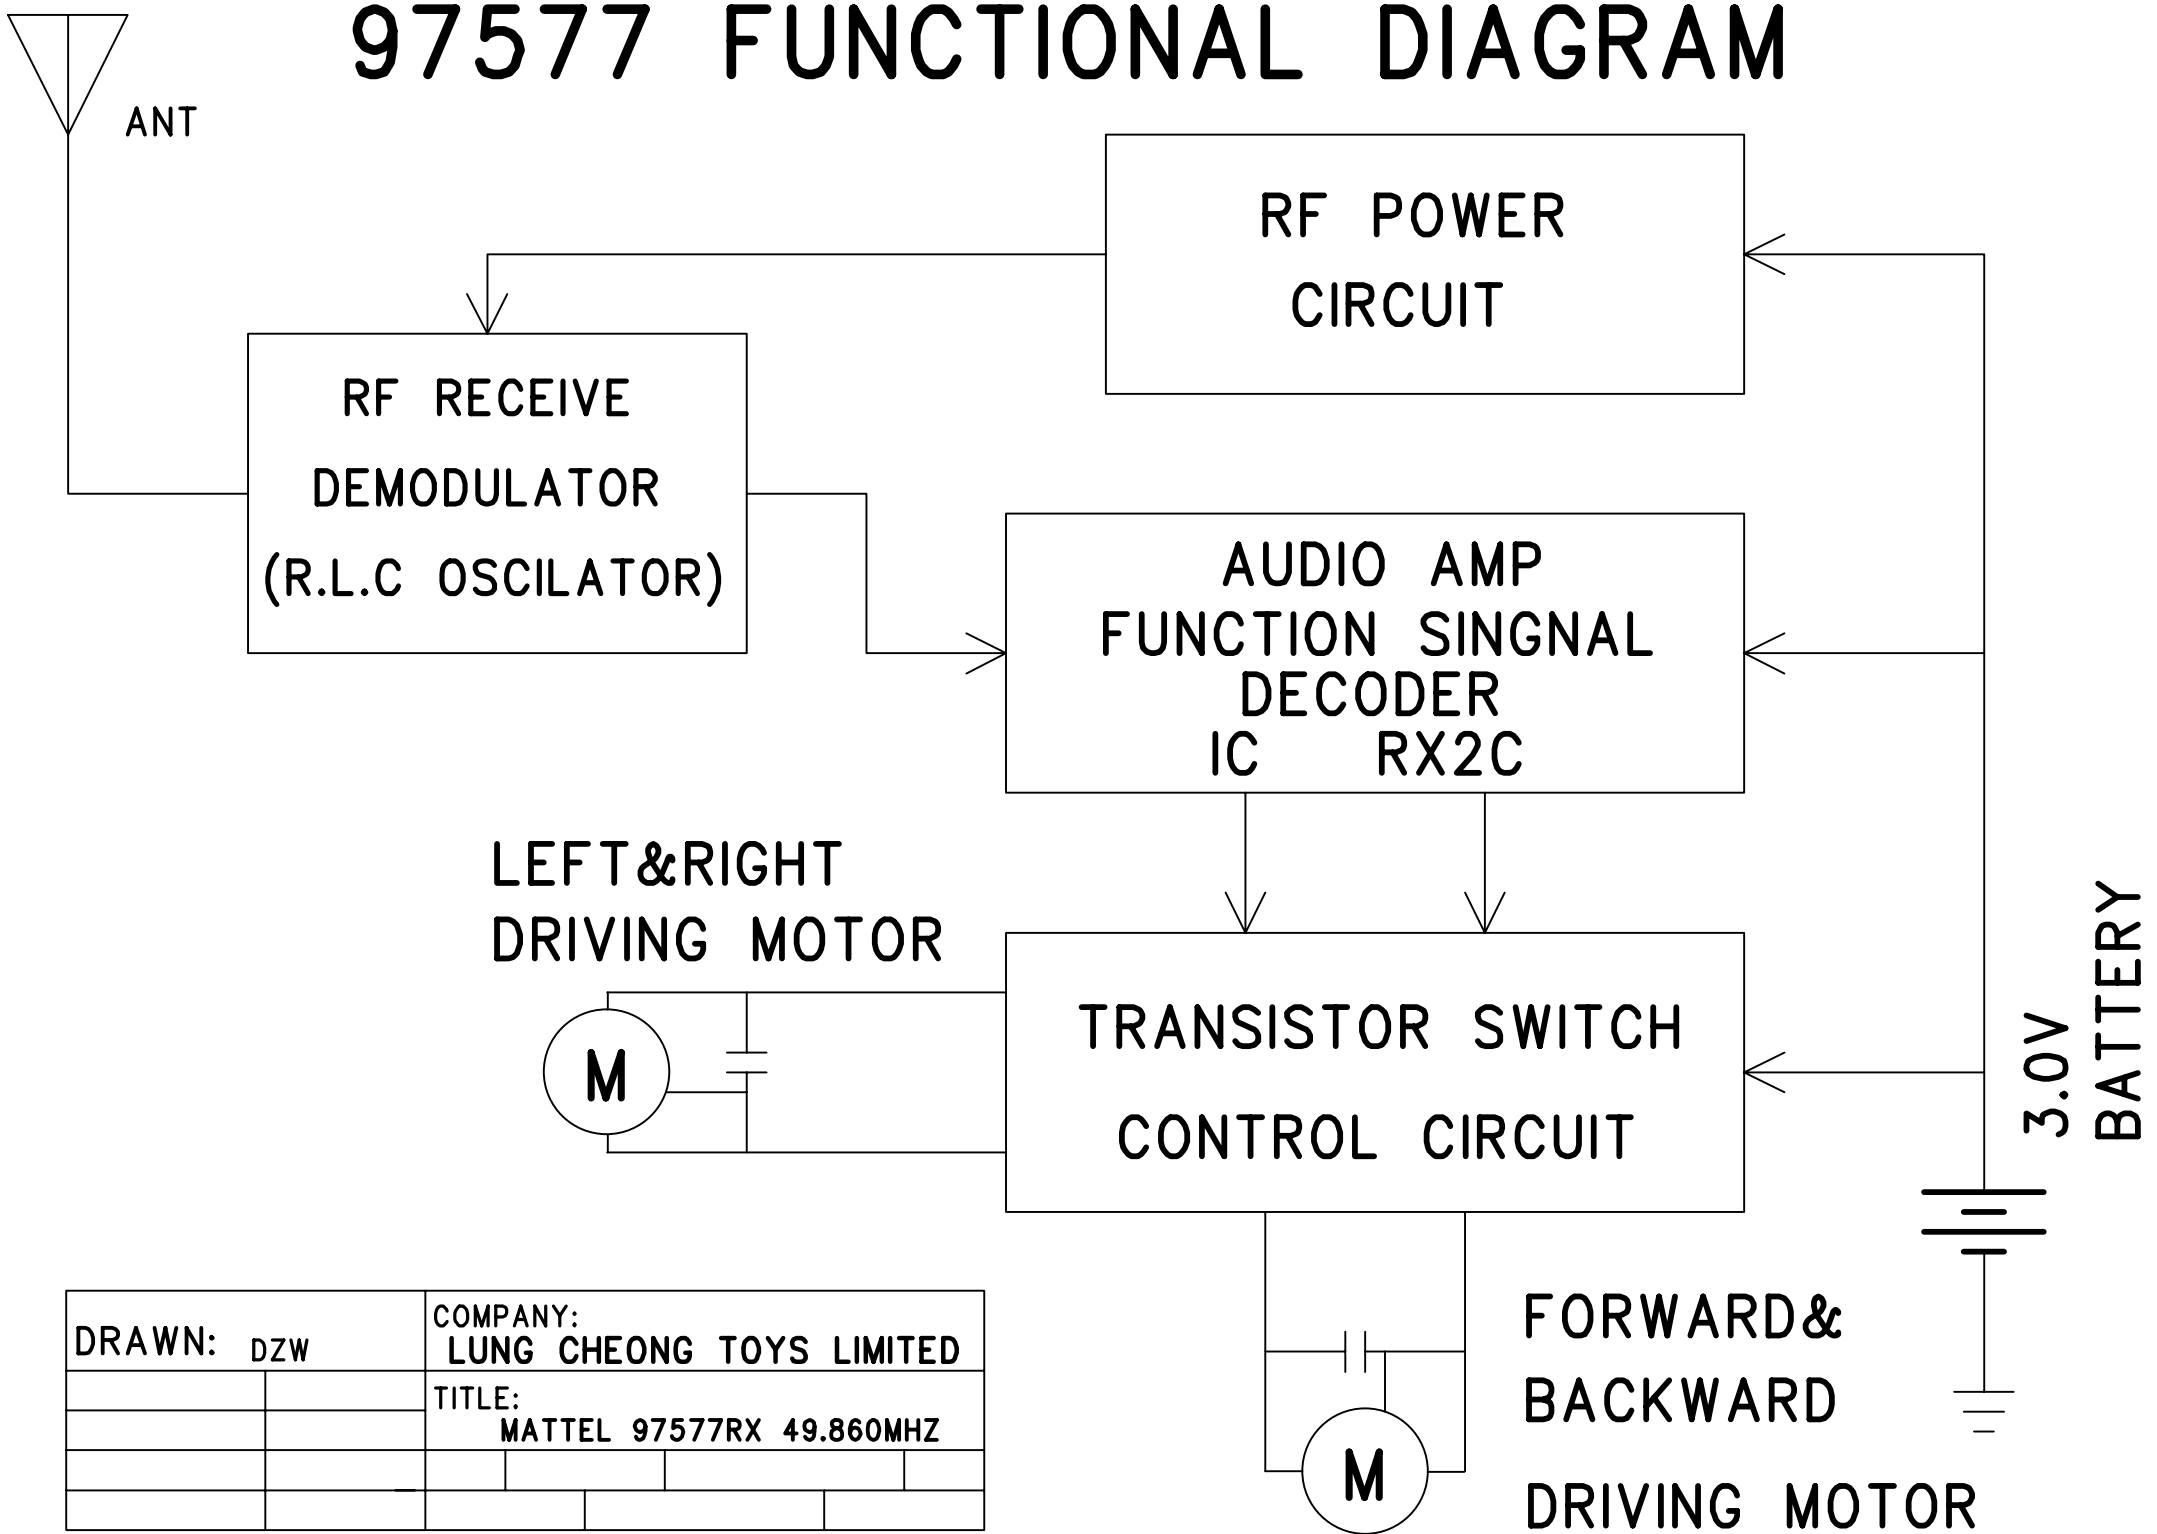 97577 FUNCTIONAL DIAGRAM
ANT
RF POWER
CIRCUIT
RF RECEIVE
DEMODULATOR
(R.L.C OSCILATOR)
AUDIO AMP
FUNCTION SINGNAL
DECODER
IC RX2C
LEFT&RIGHT
DRIVING MOTOR
M
TRANSISTOR SWITCH
CONTROL CIRCUIT
3.0V
BATTERY
FORWARD&
BACKWARD
DRIVING MOTOR
M
DRAWN: DZW
COMPANY:
LUNG CHEONG TOYS LIMITED
TITLE:
MATTEL 97577RX 49.860MHZ